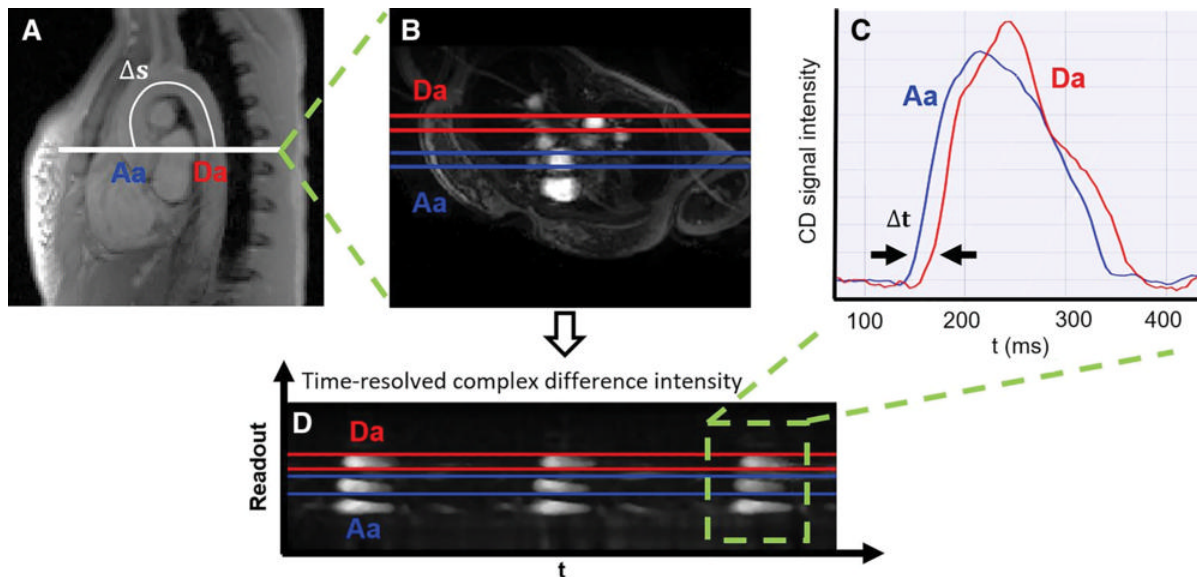 A
Δs
Aa
Da
B
Da
Aa
C
CD signal intensity
Aa
Da
Δt
100
200
300
400
t (ms)
Time-resolved complex difference intensity
D
Da
Readout
Aa
t